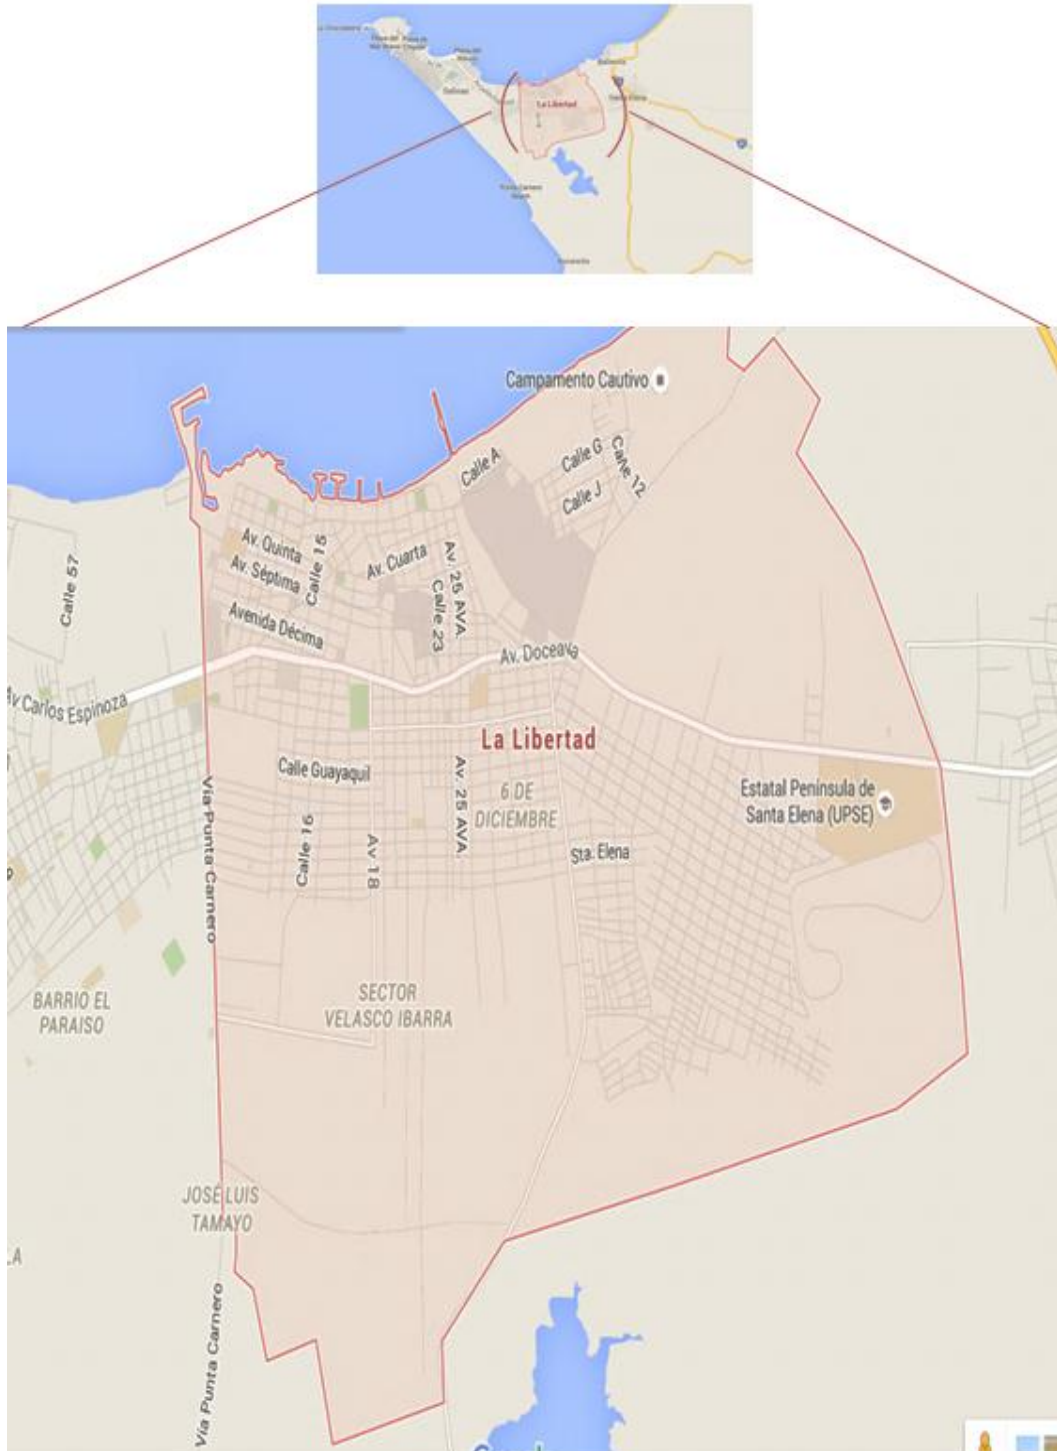 Salinas
La Libertad
Campamento Cautivo
Calle A
Calle G
Calle 12
Calle J
Calle 57
Av. Quinta
Calle 15
Av. Séptima
Av. Cuarta
Av. 25 AVA.
Calle 23
Avenida Décima
Av. Doceava
Av Carlos Espinoza
La Libertad
Calle Guayaquil
Av. 25 AVA.
6 DE
DICIEMBRE
Estatal Península de
Santa Elena (UPSE)
Vía Punta Carnero
Calle 16
Av 18
Sta. Elena
BARRIO EL
PARAISO
SECTOR
VELASCO IBARRA
JOSÉ LUIS
TAMAYO
LA
Vía Punta Carnero